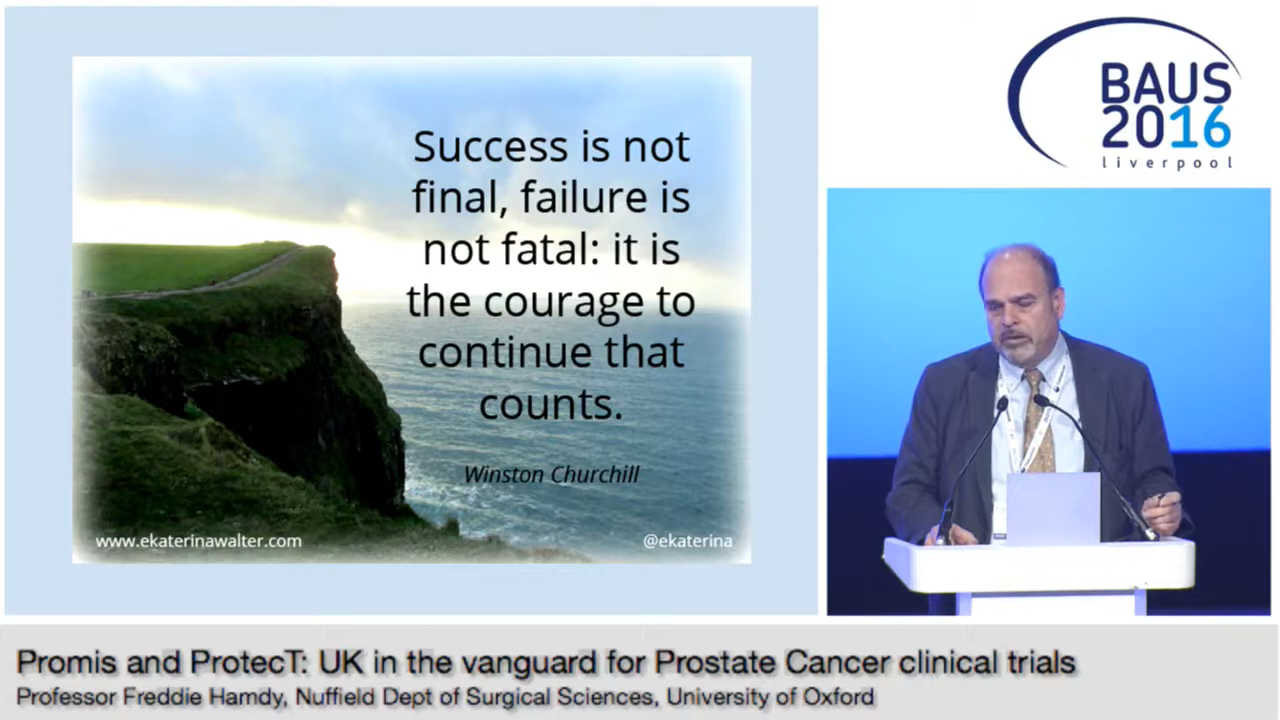 Success is not
final, failure is
not fatal: it is
the courage to
continue that
counts.
Winston Churchill
www.ekaterinawalter.com
@ekaterina
BAUS
2016
liverpool
Promis and ProtecT: UK in the vanguard for Prostate Cancer clinical trials
Professor Freddie Hamdy, Nuffield Dept of Surgical Sciences, University of Oxford